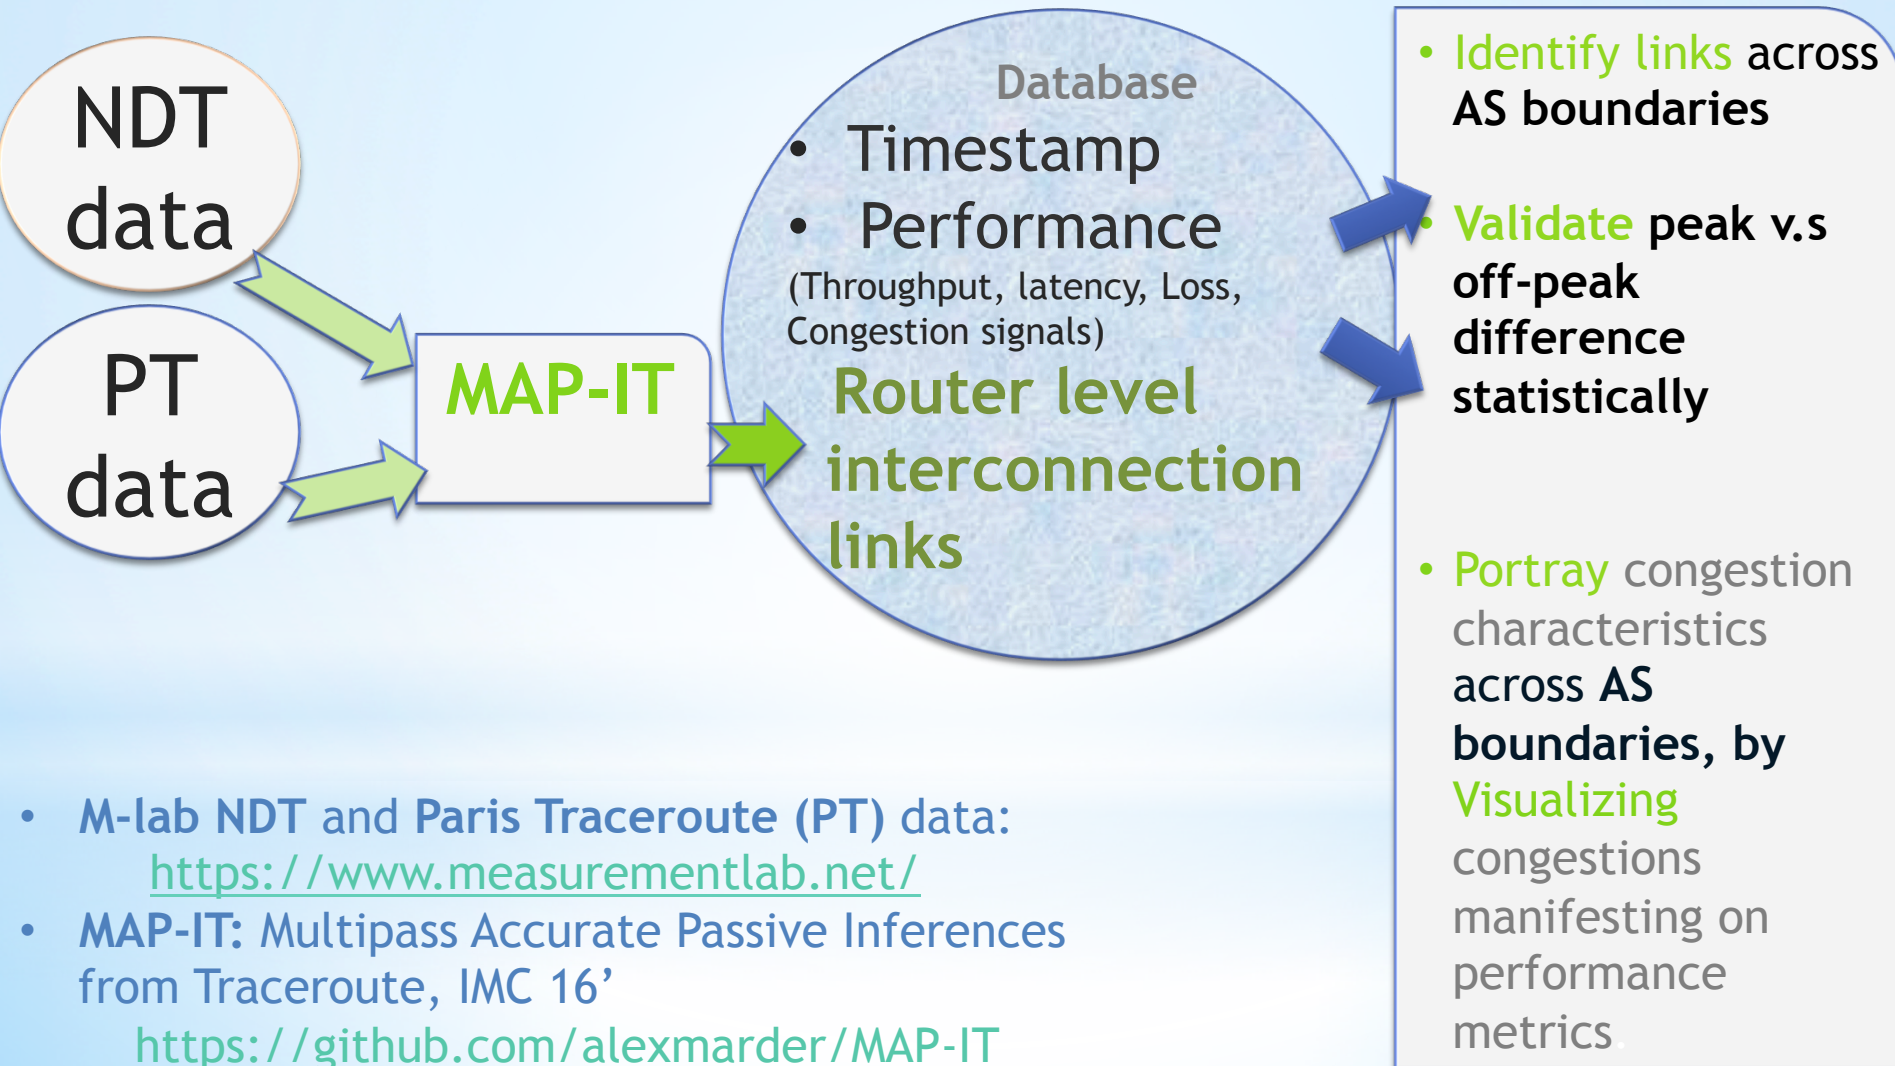 NDT
data
PT
data
MAP-IT
Database
• Timestamp
• Performance
(Throughput, latency, Loss,
Congestion signals)
Router level
interconnection
links
• Identify links across
AS boundaries
• Validate peak v.s
off-peak
difference
statistically
• Portray congestion
characteristics
across AS
boundaries, by
Visualizing
congestions
manifesting on
performance
metrics.
• M-lab NDT and Paris Traceroute (PT) data:
https://www.measurementlab.net/
• MAP-IT: Multipass Accurate Passive Inferences
from Traceroute, IMC 16’
https://github.com/alexmarder/MAP-IT